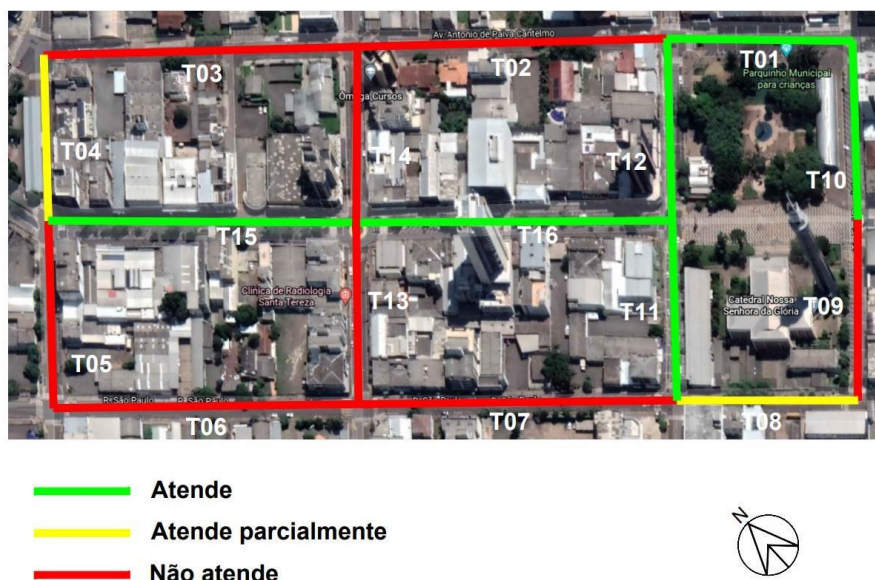 Av. Antônio de Paiva Cantelmo
T03
T02
T01
Parquinho Municipal
para crianças
Omega Cursos
T04
T14
T12
T10
T15
T16
Clínica de Radiologia
Santa Tereza
T13
T11
Catedral Nossa
Senhora da Glória
T09
T05
R. São Paulo
R. São Paulo
T06
T07
T08
Atende
Atende parcialmente
Não atende
N